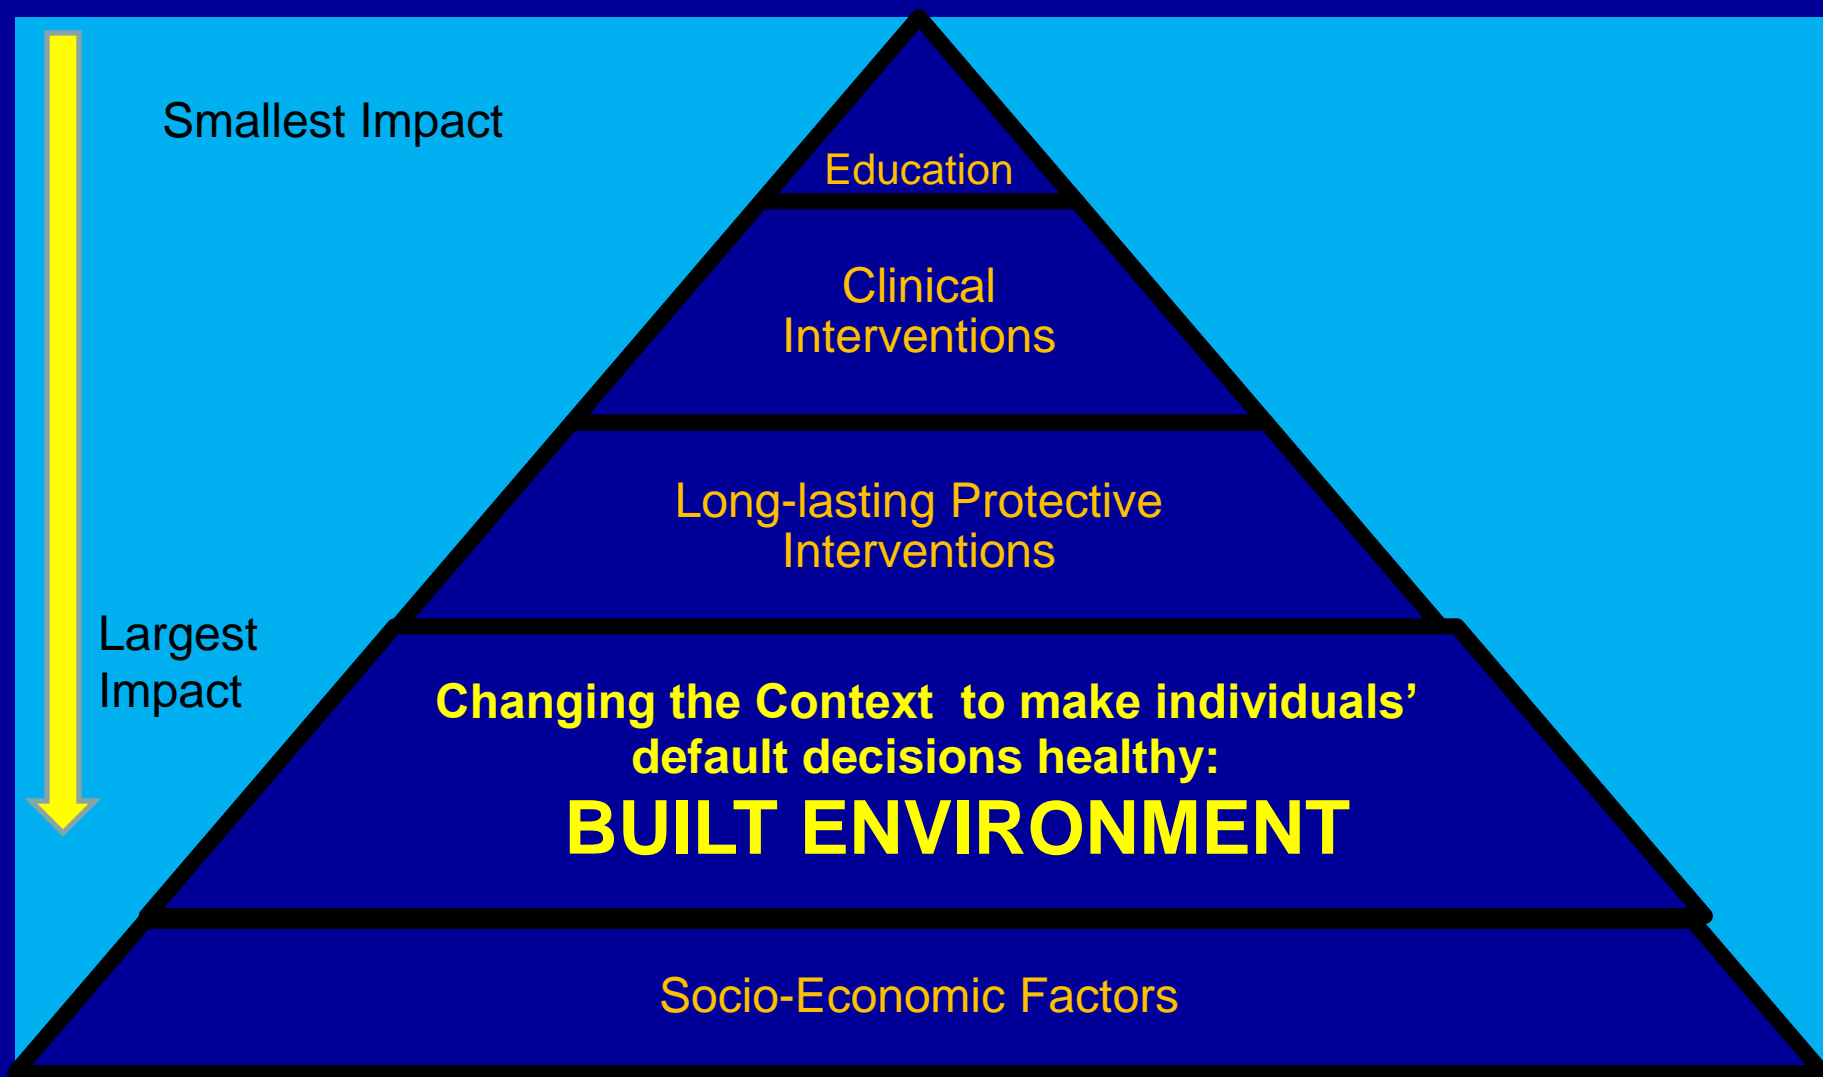 Smallest Impact
Education
Clinical
Interventions
Long-lasting Protective
Interventions
Largest
Impact
Changing the Context  to make individuals’
default decisions healthy:
BUILT ENVIRONMENT
Socio-Economic Factors